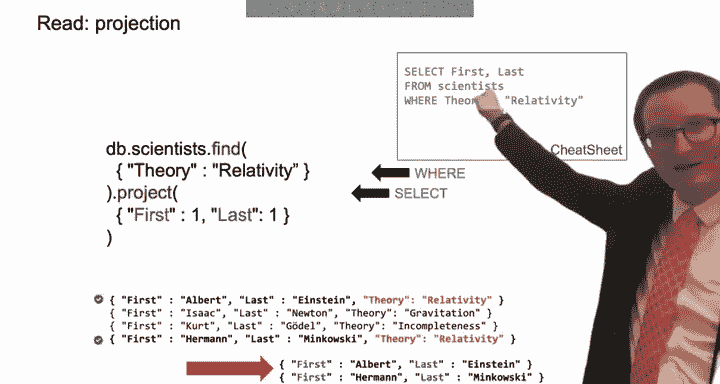 Read: projection
SELECT First, Last
FROM scientists
WHERE "Relativity"
CheatSheet
db.scientists.find(
{ "Theory" : "Relativity" }
WHERE
).project(
SELECT
{ "First" : 1, "Last": 1 }
)
{ "First" : "Albert", "Last" : "Einstein", "Theory": "Relativity" }
{ "First" : "Isaac", "Last" : "Newton", "Theory": "Gravitation" }
{ "First" : "Kurt", "Last" : "Gödel", "Theory": "Incompleteness" }
{ "First" : "Hermann", "Last" : "Minkowski", "Theory": "Relativity" }
{ "First" : "Albert", "Last" : "Einstein" }
{ "First" : "Hermann", "Last" : "Minkowski" }